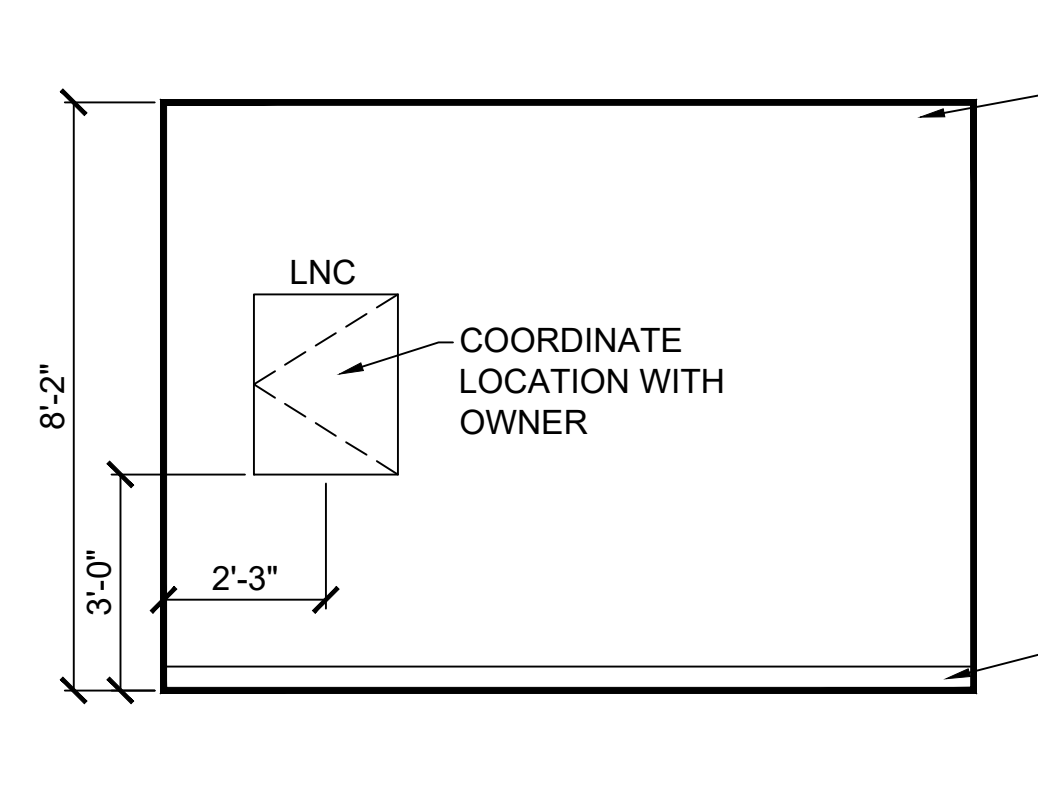 LNC
COORDINATE
LOCATION WITH
OWNER
8'-2"
3'-0"
2'-3"